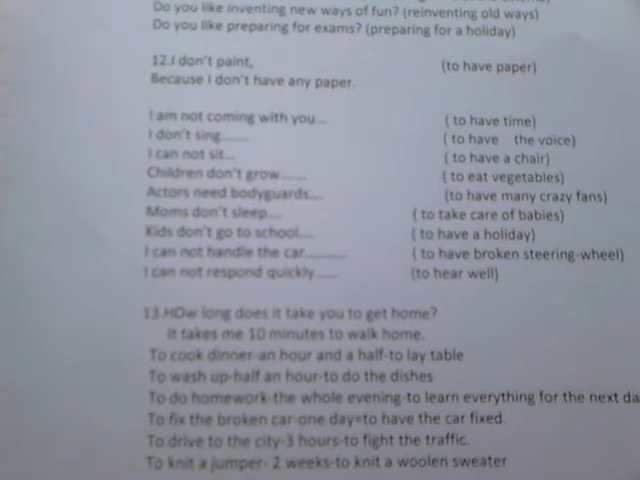 Do you like inventing new ways of fun? (reinventing old ways)
Do you like preparing for exams? (preparing for a holiday)
12.I don't paint, (to have paper)
Because I don't have any paper.
I am not coming with you... ( to have time)
I don't sing........ ( to have the voice)
I can not sit... ( to have a chair)
Children don't grow....... ( to eat vegetables)
Actors need bodyguards.... (to have many crazy fans)
Moms don't sleep.... ( to take care of babies)
Kids don't go to school.... ( to have a holiday)
I can not handle the car........... ( to have broken steering-wheel)
I can not respond quickly...... (to hear well)
13.HOw long does it take you to get home?
It takes me 10 minutes to walk home.
To cook dinner-an hour and a half-to lay table
To wash up-half an hour-to do the dishes
To do homework-the whole evening-to learn everything for the next da
To fix the broken car-one day=to have the car fixed.
To drive to the city-3 hours-to fight the traffic.
To knit a jumper- 2 weeks-to knit a woolen sweater